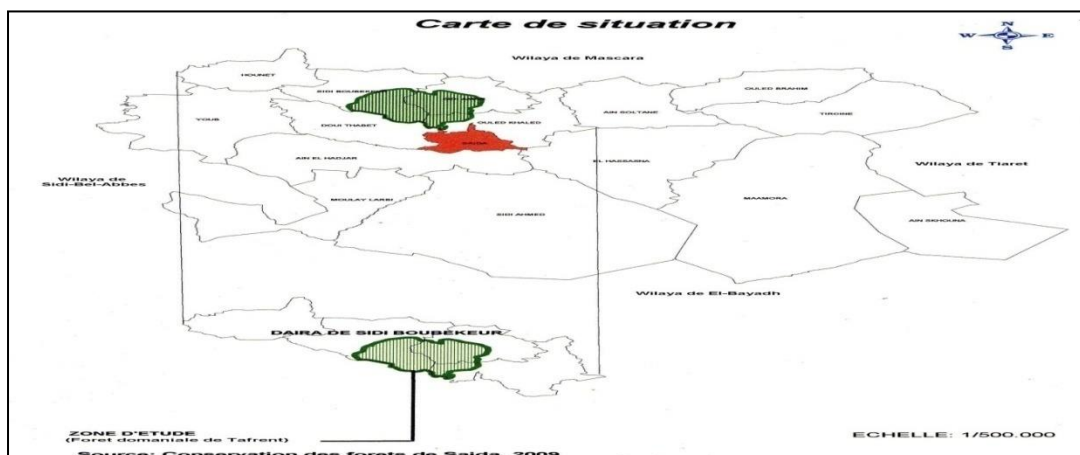 Carte de situation
N
W E
S
Wilaya de Mascara
HOUNET
SIDI BOUBEKEUR
OULED BRAHIM
YOUB
AIN SOLTANE
TIRCINE
DOUI THABET
OULED KHALED
SAIDA
AIN EL HADJAR
EL HASSASNA
Wilaya de Tiaret
Wilaya de
Sidi-Bel-Abbes
MOULAY LARBI
MAAMORA
SIDI AHMED
AIN SKHOUNA
Wilaya de El-Bayadh
DAIRA DE SIDI BOUBEKEUR
ZONE D'ETUDE
(Foret domaniale de Tafrent)
ECHELLE: 1/500.000
Source: Conservation des forets de Saida, 2009